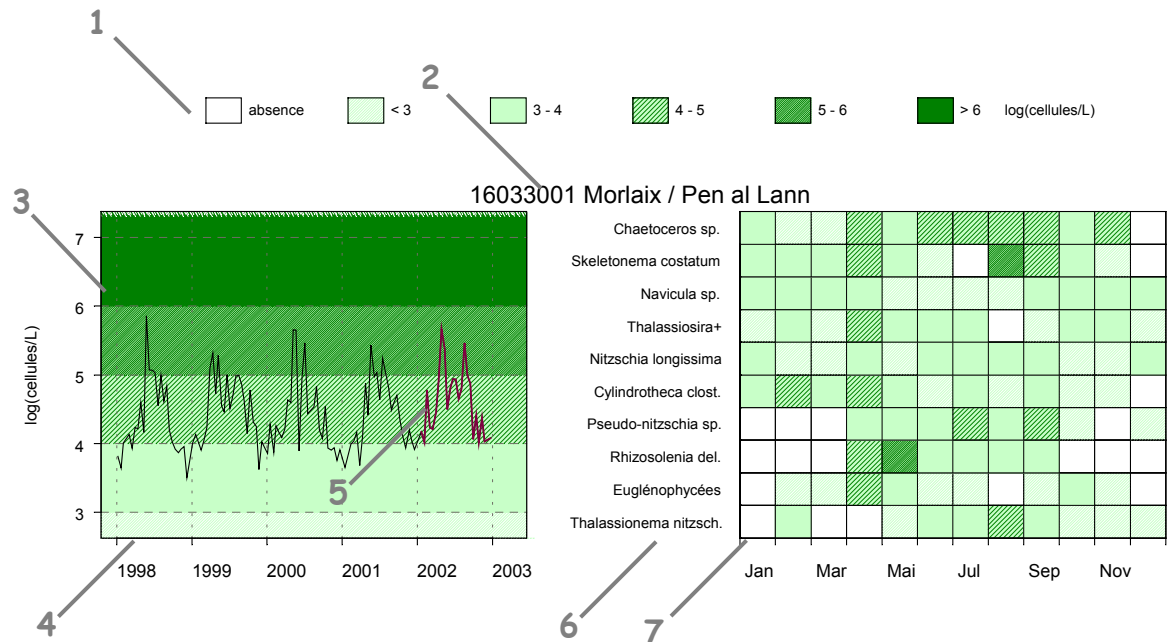 1
2
absence < 3 3 - 4 4 - 5 5 - 6 > 6 log(cellules/L)
16033001 Morlaix / Pen al Lann
3
log(cellules/L)
7
6
5
4
3
5
1998 1999 2000 2001 2002 2003
4
Chaetoceros sp.
Skeletonema costatum
Navicula sp.
Thalassiosira+
Nitzschia longissima
Cylindrotheca clost.
Pseudo-nitzschia sp.
Rhizosolenia del.
Euglénophycées
Thalassionema nitzsch.
Jan Mar Mai Jul Sep Nov
6
7